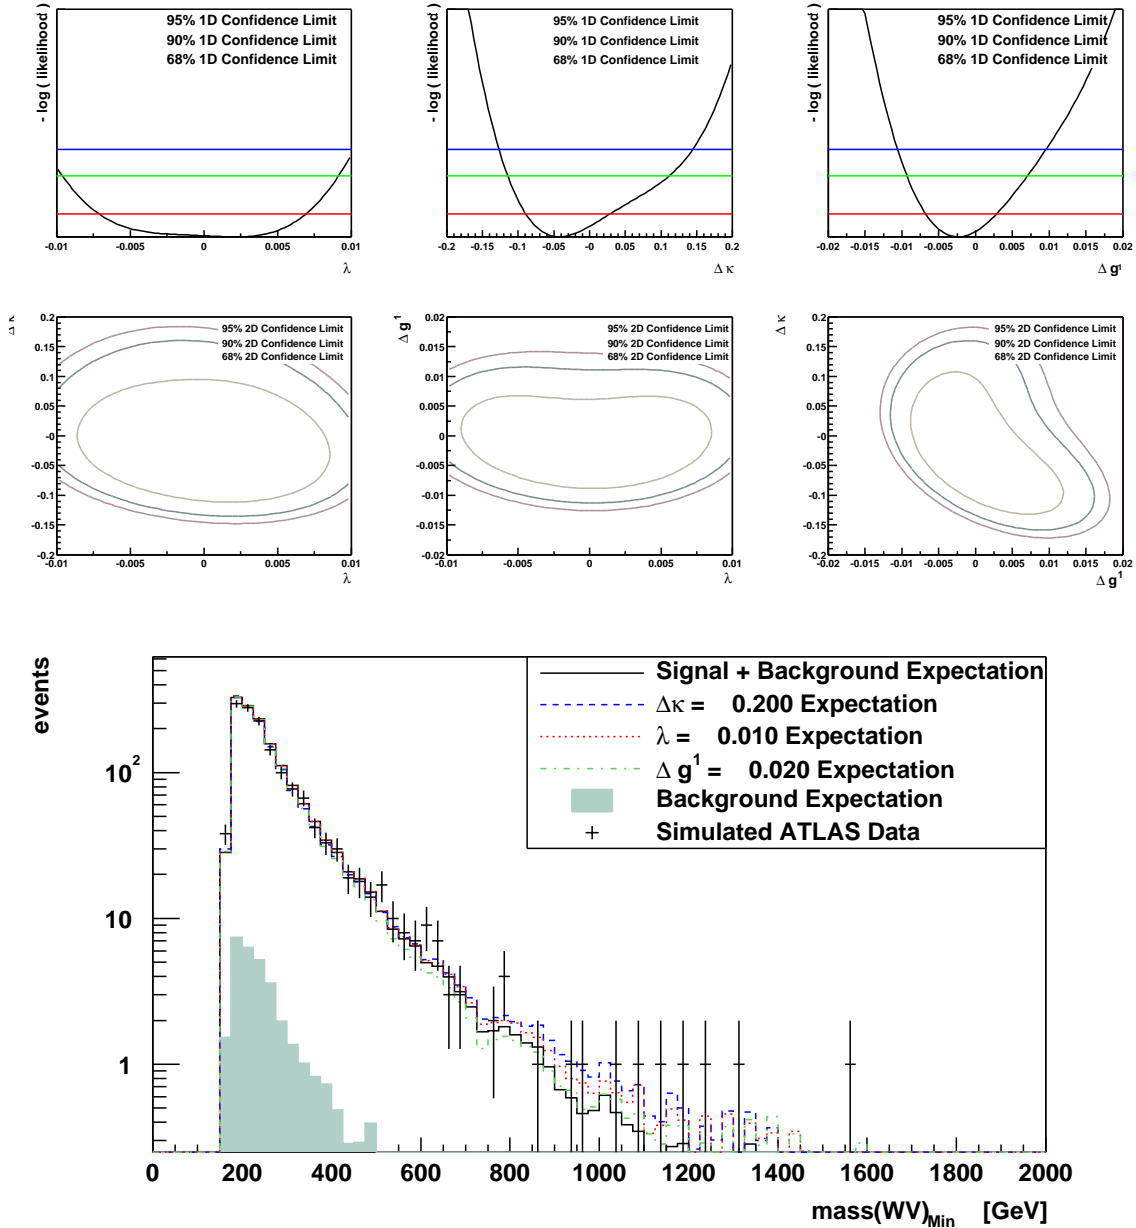 - log ( likelihood )
95% 1D Confidence Limit
90% 1D Confidence Limit
68% 1D Confidence Limit
-0.01 -0.005 0 0.005 0.01
λ
- log ( likelihood )
95% 1D Confidence Limit
90% 1D Confidence Limit
68% 1D Confidence Limit
-0.2 -0.15 -0.1 -0.05 0 0.05 0.1 0.15 0.2
Δ κ
- log ( likelihood )
95% 1D Confidence Limit
90% 1D Confidence Limit
68% 1D Confidence Limit
-0.02 -0.015 -0.01 -0.005 0 0.005 0.01 0.015 0.02
Δ g¹
Δ κ
95% 2D Confidence Limit
90% 2D Confidence Limit
68% 2D Confidence Limit
0.2
0.15
0.1
0.05
-0
-0.05
-0.1
-0.15
-0.2
-0.01 -0.005 0 0.005 0.01
λ
Δ g¹
95% 2D Confidence Limit
90% 2D Confidence Limit
68% 2D Confidence Limit
0.02
0.015
0.01
0.005
-0
-0.005
-0.01
-0.015
-0.02
-0.01 -0.005 0 0.005 0.01
λ
Δ κ
95% 2D Confidence Limit
90% 2D Confidence Limit
68% 2D Confidence Limit
0.2
0.15
0.1
0.05
-0
-0.05
-0.1
-0.15
-0.2
-0.02 -0.015 -0.01 -0.005 0 0.005 0.01 0.015 0.02
Δ g¹
events
Signal + Background Expectation
Δκ = 0.200 Expectation
λ = 0.010 Expectation
Δ g¹ = 0.020 Expectation
Background Expectation
Simulated ATLAS Data
10²
10
1
0 200 400 600 800 1000 1200 1400 1600 1800 2000
mass(WV)Min [GeV]